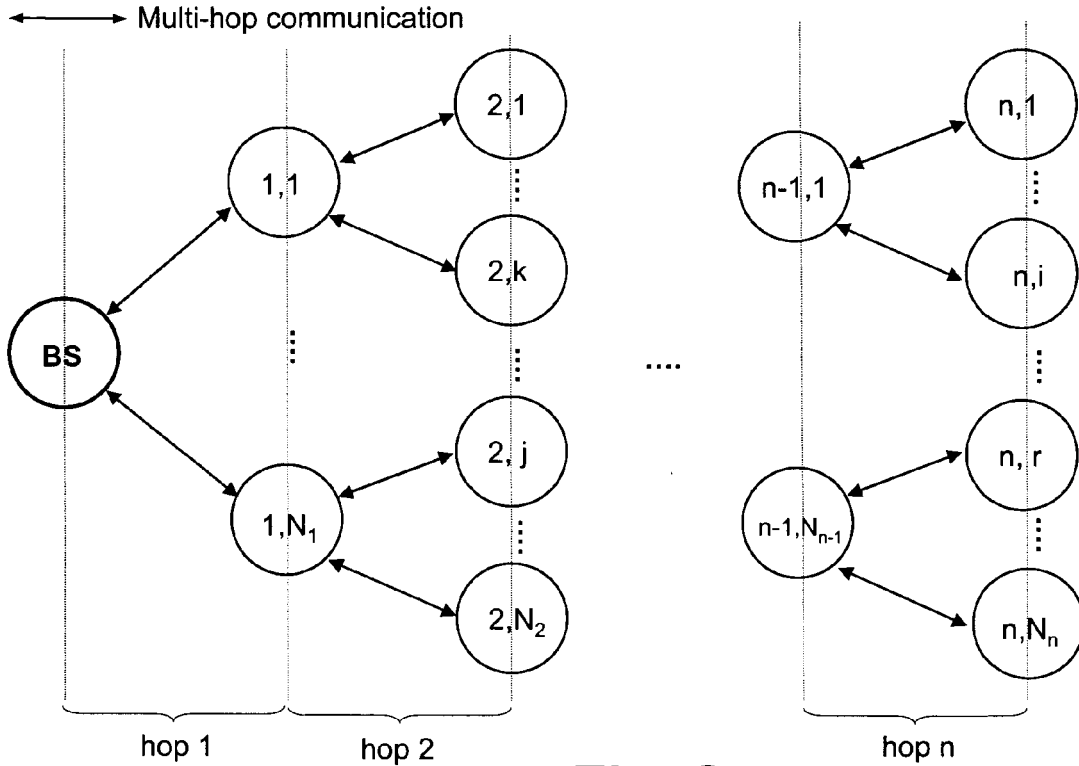 Multi-hop communication
2,1
n,1
1,1
n-1,1
2,k
n,i
BS
2, j
n, r
1,N₁
n-1,Nₙ₋₁
2,N₂
n,Nₙ
hop 1
hop 2
hop n